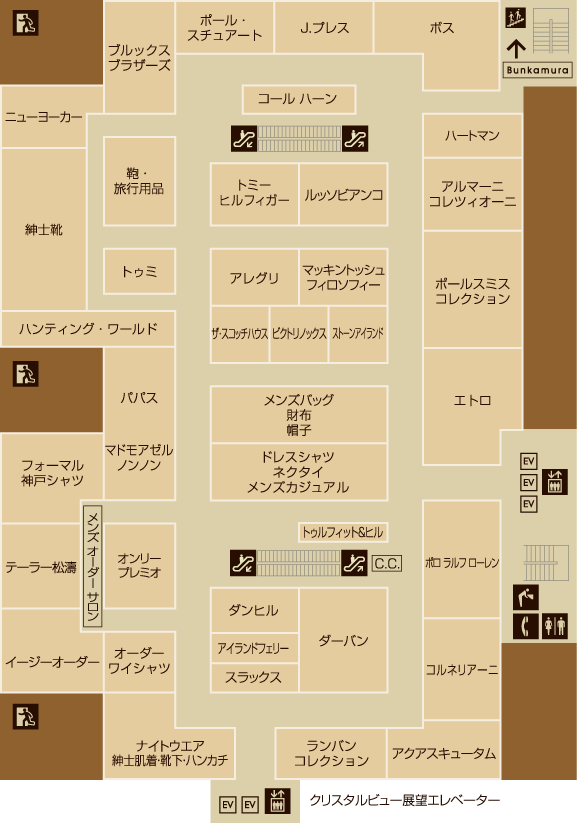 ポール・
スチュアート
J.プレス
ボス
ブルックス
ブラザーズ
Bunkamura
コール ハーン
ニューヨーカー
ハートマン
鞄・
旅行用品
トミー
ヒルフィガー
ルッソビアンコ
アルマーニ
コレツィオーニ
紳士靴
トゥミ
アレグリ
マッキントッシュ
フィロソフィー
ポールスミス
コレクション
ハンティング・ワールド
ザ・スコッチハウス
ビクトリノックス
ストーンアイランド
パパス
メンズバッグ
財布
帽子
エトロ
マドモアゼル
ノンノン
ドレスシャツ
ネクタイ
メンズカジュアル
フォーマル
神戸シャツ
EV
EV
EV
メンズ オーダー サロン
トゥルフィット&ヒル
テーラー松濤
オンリー
プレミオ
C.C.
ポロ ラルフ ローレン
ダンヒル
ダーバン
アイランドフェリー
スラックス
イージーオーダー
オーダー
ワイシャツ
コルネリアーニ
ナイトウエア
紳士肌着・靴下・ハンカチ
ランバン
コレクション
アクアスキュータム
EV
EV
クリスタルビュー展望エレベーター